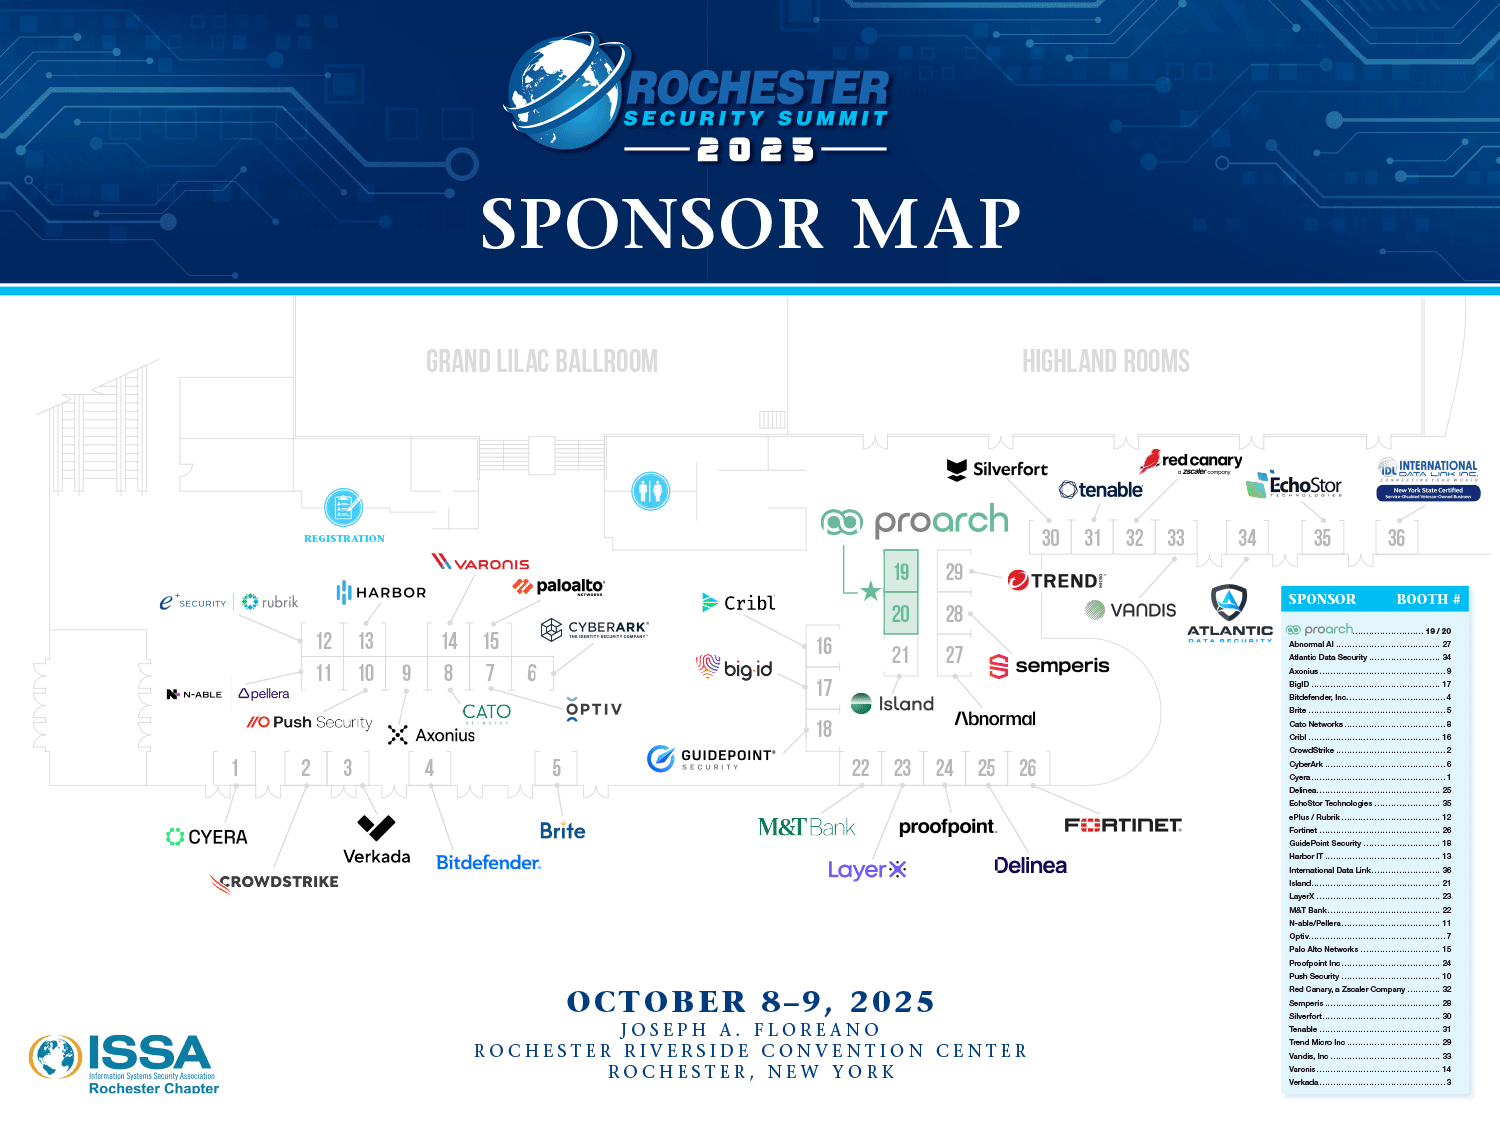 ROCHESTER
SECURITY SUMMIT
2025
SPONSOR MAP
GRAND LILAC BALLROOM
HIGHLAND ROOMS
REGISTRATION
Silverfort
tenable
red canary
a zscaler company
EchoStor
TECHNOLOGIES
IDL INTERNATIONAL
DATA LINK INC.
CONNECTING YOUR WORLD
New York State Certified
Service-Disabled Veteran-Owned Business
proarch
30 31 32 33 34 35 36
VARONIS
e+ SECURITY
rubrik
HARBOR
paloalto
NETWORKS
CYBERARK
THE IDENTITY SECURITY COMPANY
12 13 14 15
11 10 9 8 7 6
N-ABLE
pellera
Push Security
Axonius
CATO
NETWORKS
OPTIV
Cribl
bigid
GUIDEPOINT
SECURITY
16
17
18
19
20
21
29
28
27
TREND
MICRO
VANDIS
ATLANTIC
DATA SECURITY
semperis
Island
Abnormal
1 2 3 4 5
22 23 24 25 26
CYERA
CROWDSTRIKE
Verkada
Bitdefender
Brite
M&T Bank
LayerX
proofpoint
Delinea
FORTINET
SPONSOR BOOTH #
proarch 19 / 20
Abnormal AI 27
Atlantic Data Security 34
Axonius 9
BigID 17
Bitdefender, Inc. 4
Brite 5
Cato Networks 8
Cribl 16
CrowdStrike 2
CyberArk 6
Cyera 1
Delinea 25
EchoStor Technologies 35
ePlus / Rubrik 12
Fortinet 26
GuidePoint Security 18
Harbor IT 13
International Data Link 36
Island 21
LayerX 23
M&T Bank 22
N-able/Pellera 11
Optiv 7
Palo Alto Networks 15
Proofpoint Inc 24
Push Security 10
Red Canary, a Zscaler Company 32
Semperis 28
Silverfort 30
Tenable 31
Trend Micro Inc 29
Vandis, Inc 33
Varonis 14
Verkada 3
OCTOBER 8–9, 2025
JOSEPH A. FLOREANO
ROCHESTER RIVERSIDE CONVENTION CENTER
ROCHESTER, NEW YORK
ISSA
Information Systems Security Association
Rochester Chapter